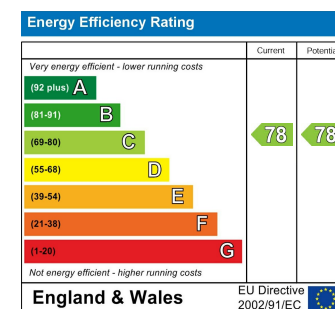 Energy Efficiency Rating
Current Potentia
Very energy efficient - lower running costs
(92 plus) A
(81-91) B
(69-80) C
78 78
(55-68) D
(39-54) E
(21-38) F
(1-20) G
Not energy efficient - higher running costs
England & Wales
EU Directive
2002/91/EC